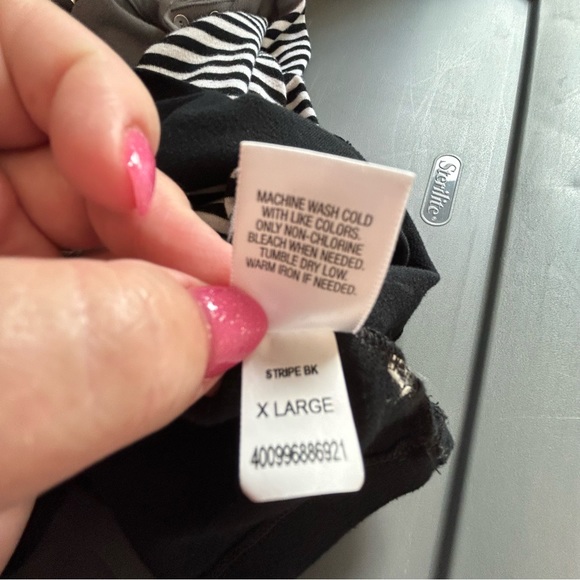 MACHINE WASH COLD
WITH LIKE COLORS.
ONLY NON-CHLORINE
BLEACH WHEN NEEDED.
TUMBLE DRY LOW.
WARM IRON IF NEEDED.
STRIPE BK
X LARGE
400996886921
Sterilite